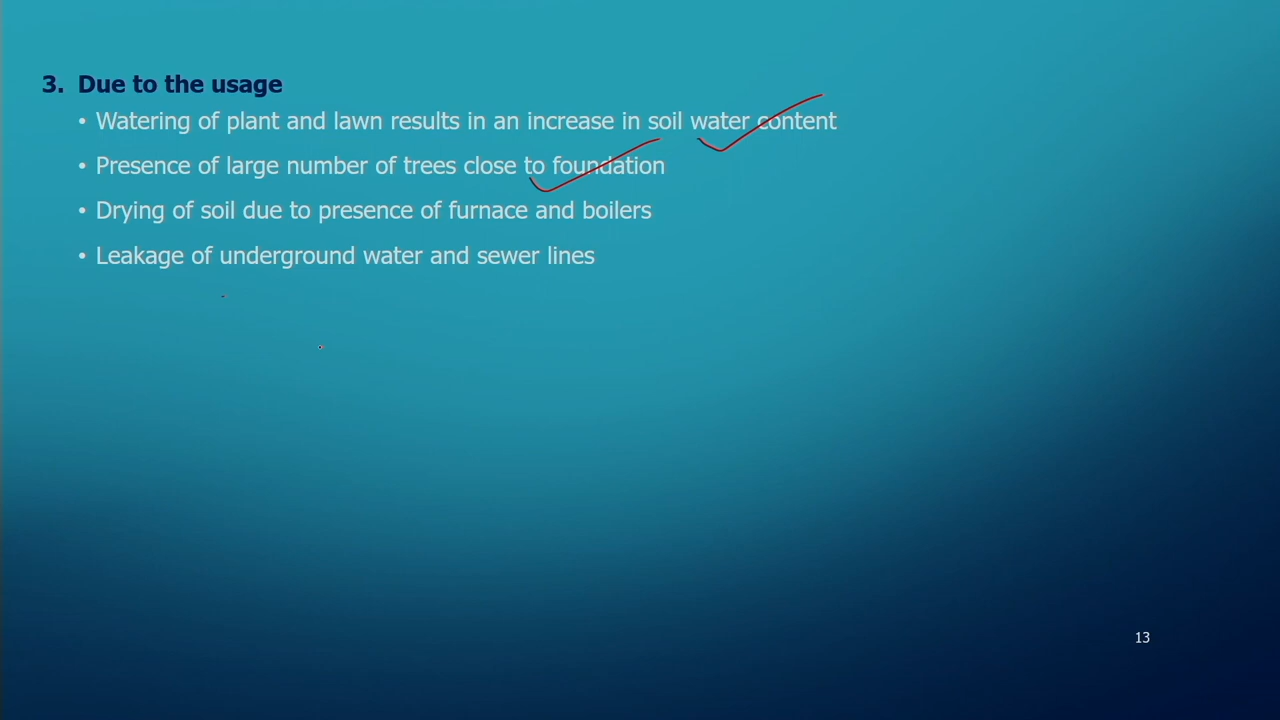 3. Due to the usage
• Watering of plant and lawn results in an increase in soil water content
• Presence of large number of trees close to foundation
• Drying of soil due to presence of furnace and boilers
• Leakage of underground water and sewer lines
13